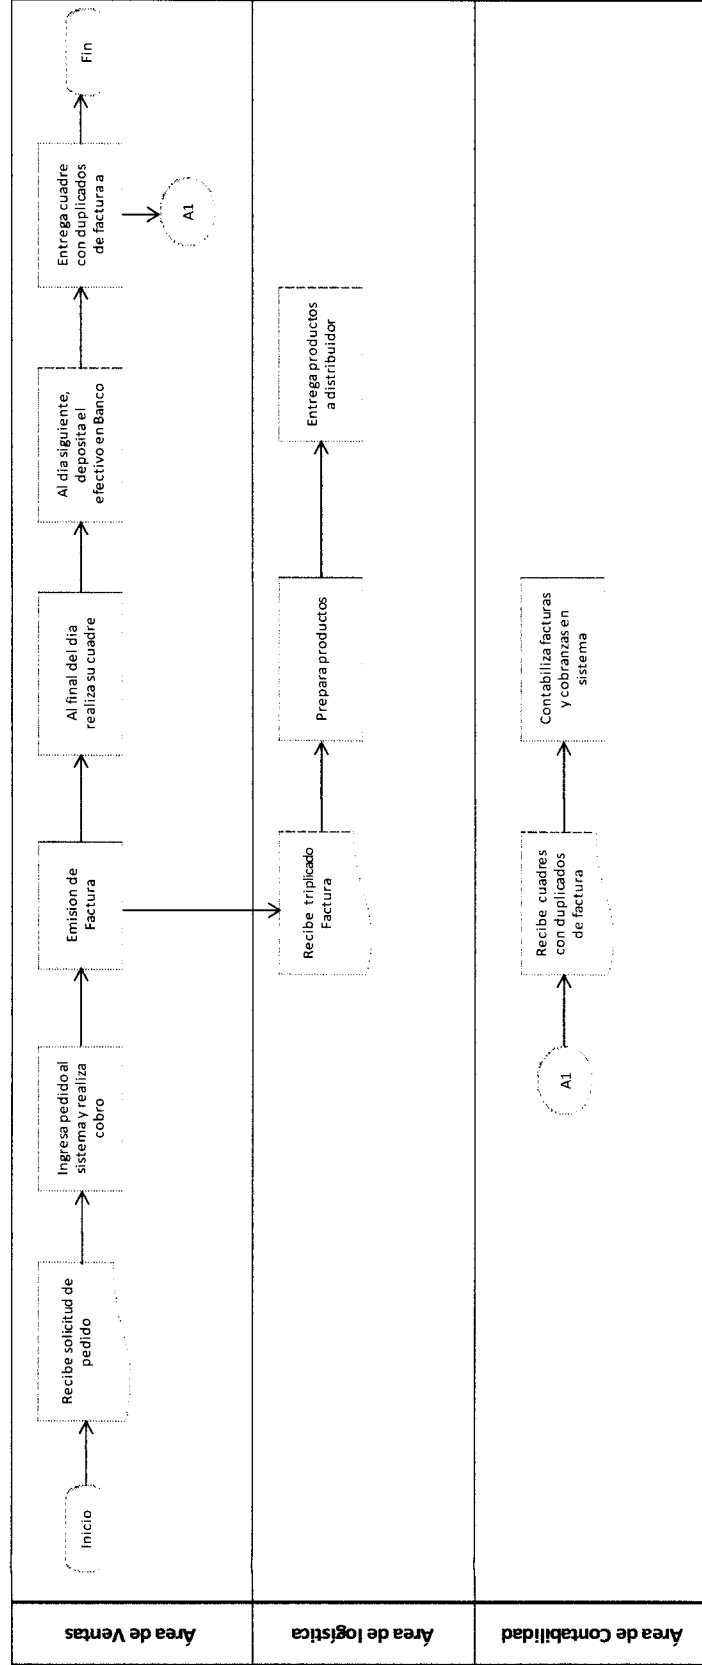 Área de Ventas
Inicio
Recibe solicitud de
pedido
Ingresa pedido al
sistema y realiza
cobro
Emision de
Factura
Al final del dia
realiza su cuadre
Al dia siguiente,
deposita el
efectivo en Banco
Entrega cuadre
con duplicados
de factura a
Fin
A1
Área de logística
Recibe triplicado
Factura
Prepara productos
Entrega productos
a distribuidor
Área de Contabilidad
A1
Recibe cuadres
con duplicados
de factura
Contabiliza facturas
y cobranzas en
sistema